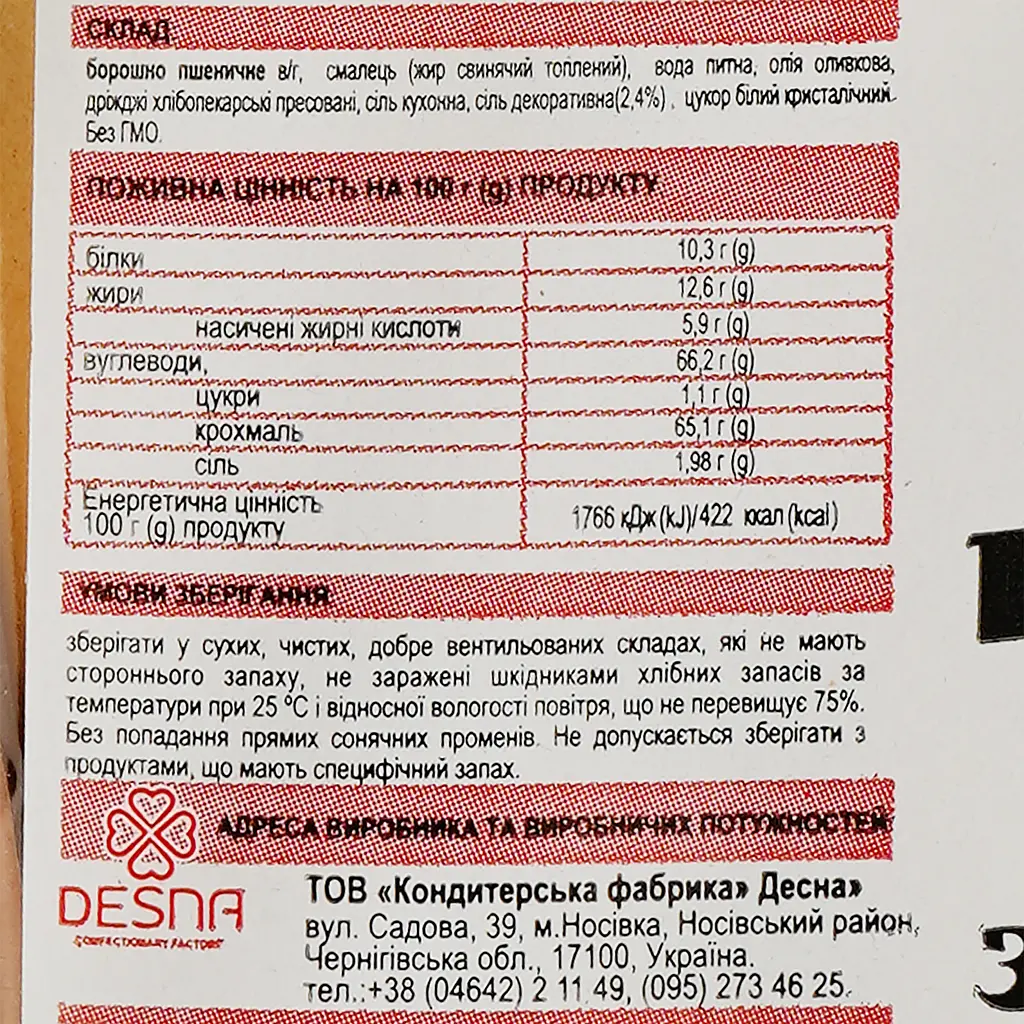 СКЛАД
борошно пшеничне в/г, смалець (жир свинячий топлений), вода питна, олія оливкова,
дріжджі хлібопекарські пресовані, сіль кухонна, сіль декоративна(2,4%), цукор білий кристалічний.
Без ГМО.
ПОЖИВНА ЦІННІСТЬ НА 100 г (g) ПРОДУКТУ
білки 10,3 г (g)
жири 12,6 г (g)
насичені жирні кислоти 5,9 г (g)
вуглеводи, 66,2 г (g)
цукри 1,1 г (g)
крохмаль 65,1 г (g)
сіль 1,98 г (g)
Енергетична цінність
100 г (g) продукту 1766 кДж (kJ)/422 ккал (kcal)
УМОВИ ЗБЕРІГАННЯ
зберігати у сухих, чистих, добре вентильованих складах, які не мають
стороннього запаху, не заражені шкідниками хлібних запасів за
температури при 25 ºС і відносної вологості повітря, що не перевищує 75%.
Без попадання прямих сонячних променів. Не допускається зберігати з
продуктами, що мають специфічний запах.
АДРЕСА ВИРОБНИКА ТА ВИРОБНИЧИХ ПОТУЖНОСТЕЙ
DESNA
CONFECTIONARY FACTORY
ТОВ «Кондитерська фабрика» Десна»
вул. Садова, 39, м.Носівка, Носівський район,
Чернігівська обл., 17100, Україна.
тел.:+38 (04642) 2 11 49, (095) 273 46 25.